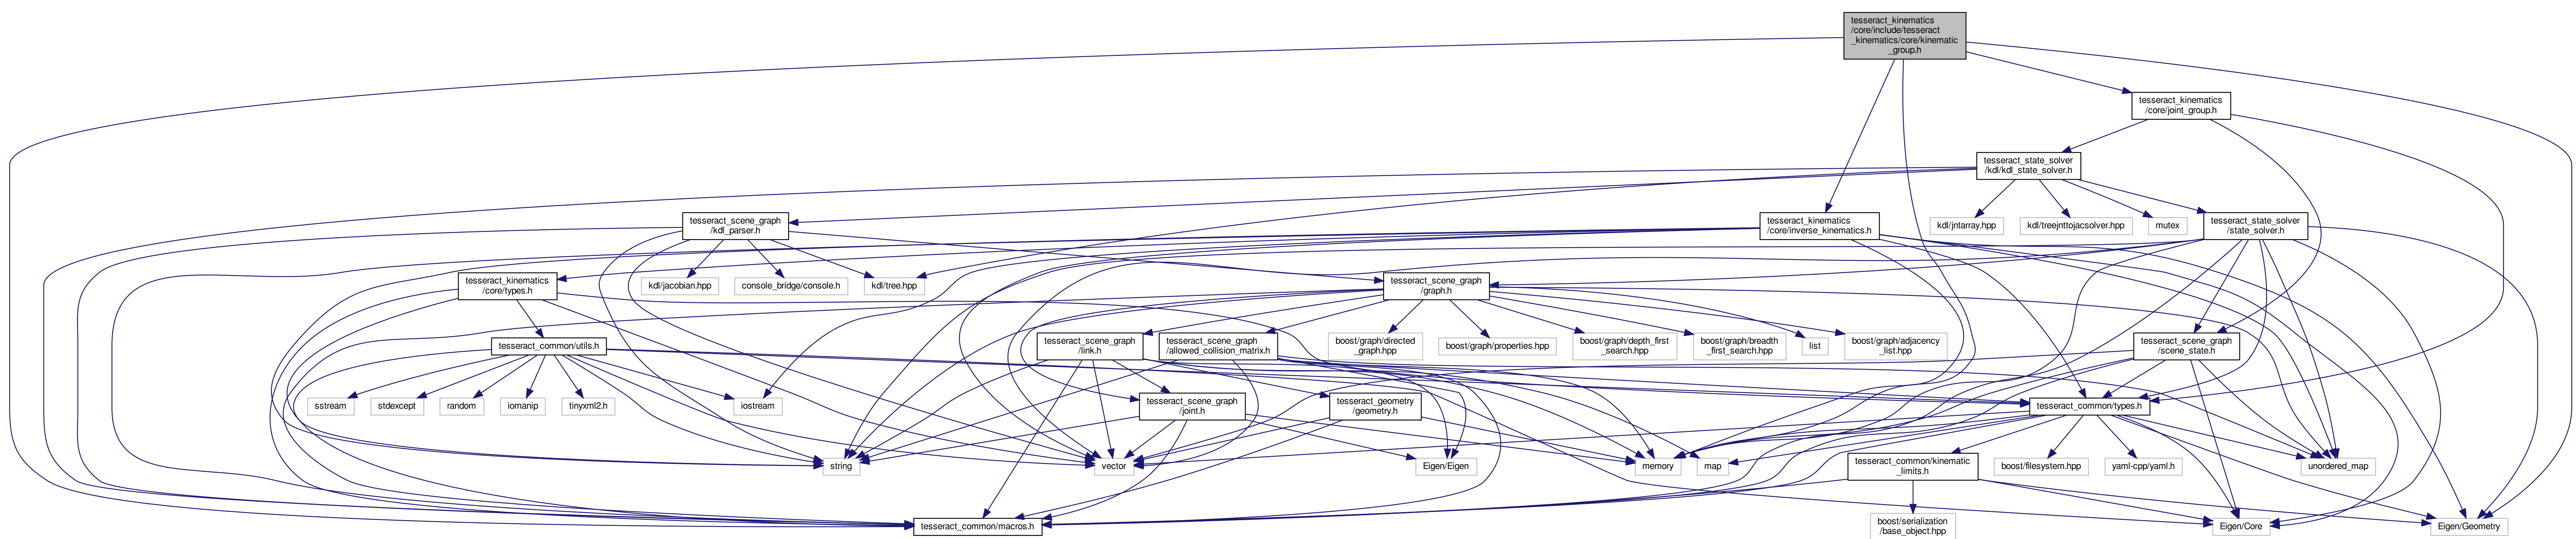 tesseract_kinematics
/core/include/tesseract
_kinematics/core/kinematic
_group.h
tesseract_kinematics
/core/joint_group.h
tesseract_state_solver
/kdl/kdl_state_solver.h
tesseract_scene_graph
/kdl_parser.h
tesseract_kinematics
/core/inverse_kinematics.h
kdl/jntarray.hpp
kdl/treejnttojacsolver.hpp
mutex
tesseract_state_solver
/state_solver.h
tesseract_kinematics
/core/types.h
kdl/jacobian.hpp
console_bridge/console.h
kdl/tree.hpp
tesseract_scene_graph
/graph.h
tesseract_common/utils.h
tesseract_scene_graph
/link.h
tesseract_scene_graph
/allowed_collision_matrix.h
boost/graph/directed
_graph.hpp
boost/graph/properties.hpp
boost/graph/depth_first
_search.hpp
boost/graph/breadth
_first_search.hpp
list
boost/graph/adjacency
_list.hpp
tesseract_scene_graph
/scene_state.h
sstream
stdexcept
random
iomanip
tinyxml2.h
iostream
tesseract_scene_graph
/joint.h
tesseract_geometry
/geometry.h
tesseract_common/types.h
string
vector
Eigen/Eigen
memory
map
tesseract_common/kinematic
_limits.h
boost/filesystem.hpp
yaml-cpp/yaml.h
unordered_map
tesseract_common/macros.h
boost/serialization
/base_object.hpp
Eigen/Core
Eigen/Geometry